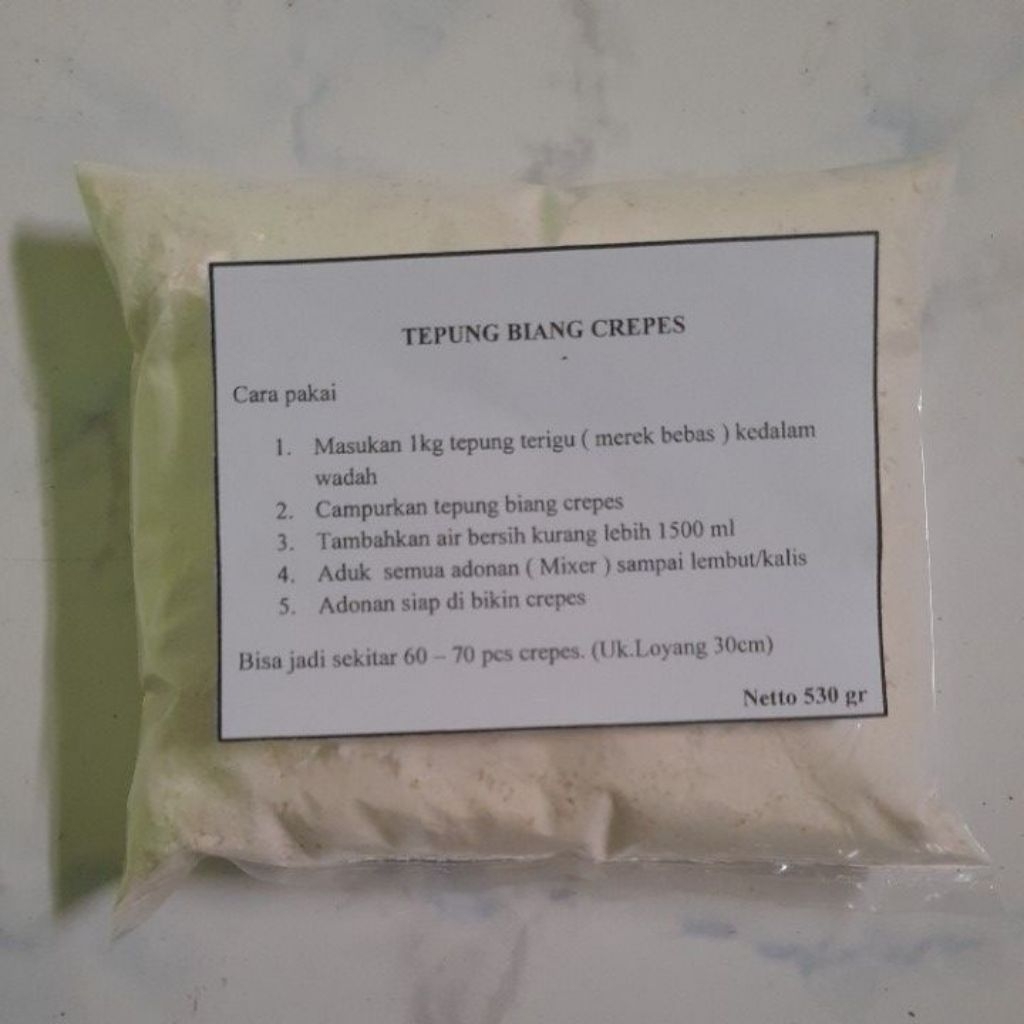 TEPUNG BIANG CREPES
Cara pakai
1. Masukan 1kg tepung terigu ( merek bebas ) kedalam
wadah
2. Campurkan tepung biang crepes
3. Tambahkan air bersih kurang lebih 1500 ml
4. Aduk semua adonan ( Mixer ) sampai lembut/kalis
5. Adonan siap di bikin crepes
Bisa jadi sekitar 60 – 70 pcs crepes. (Uk.Loyang 30cm)
Netto 530 gr